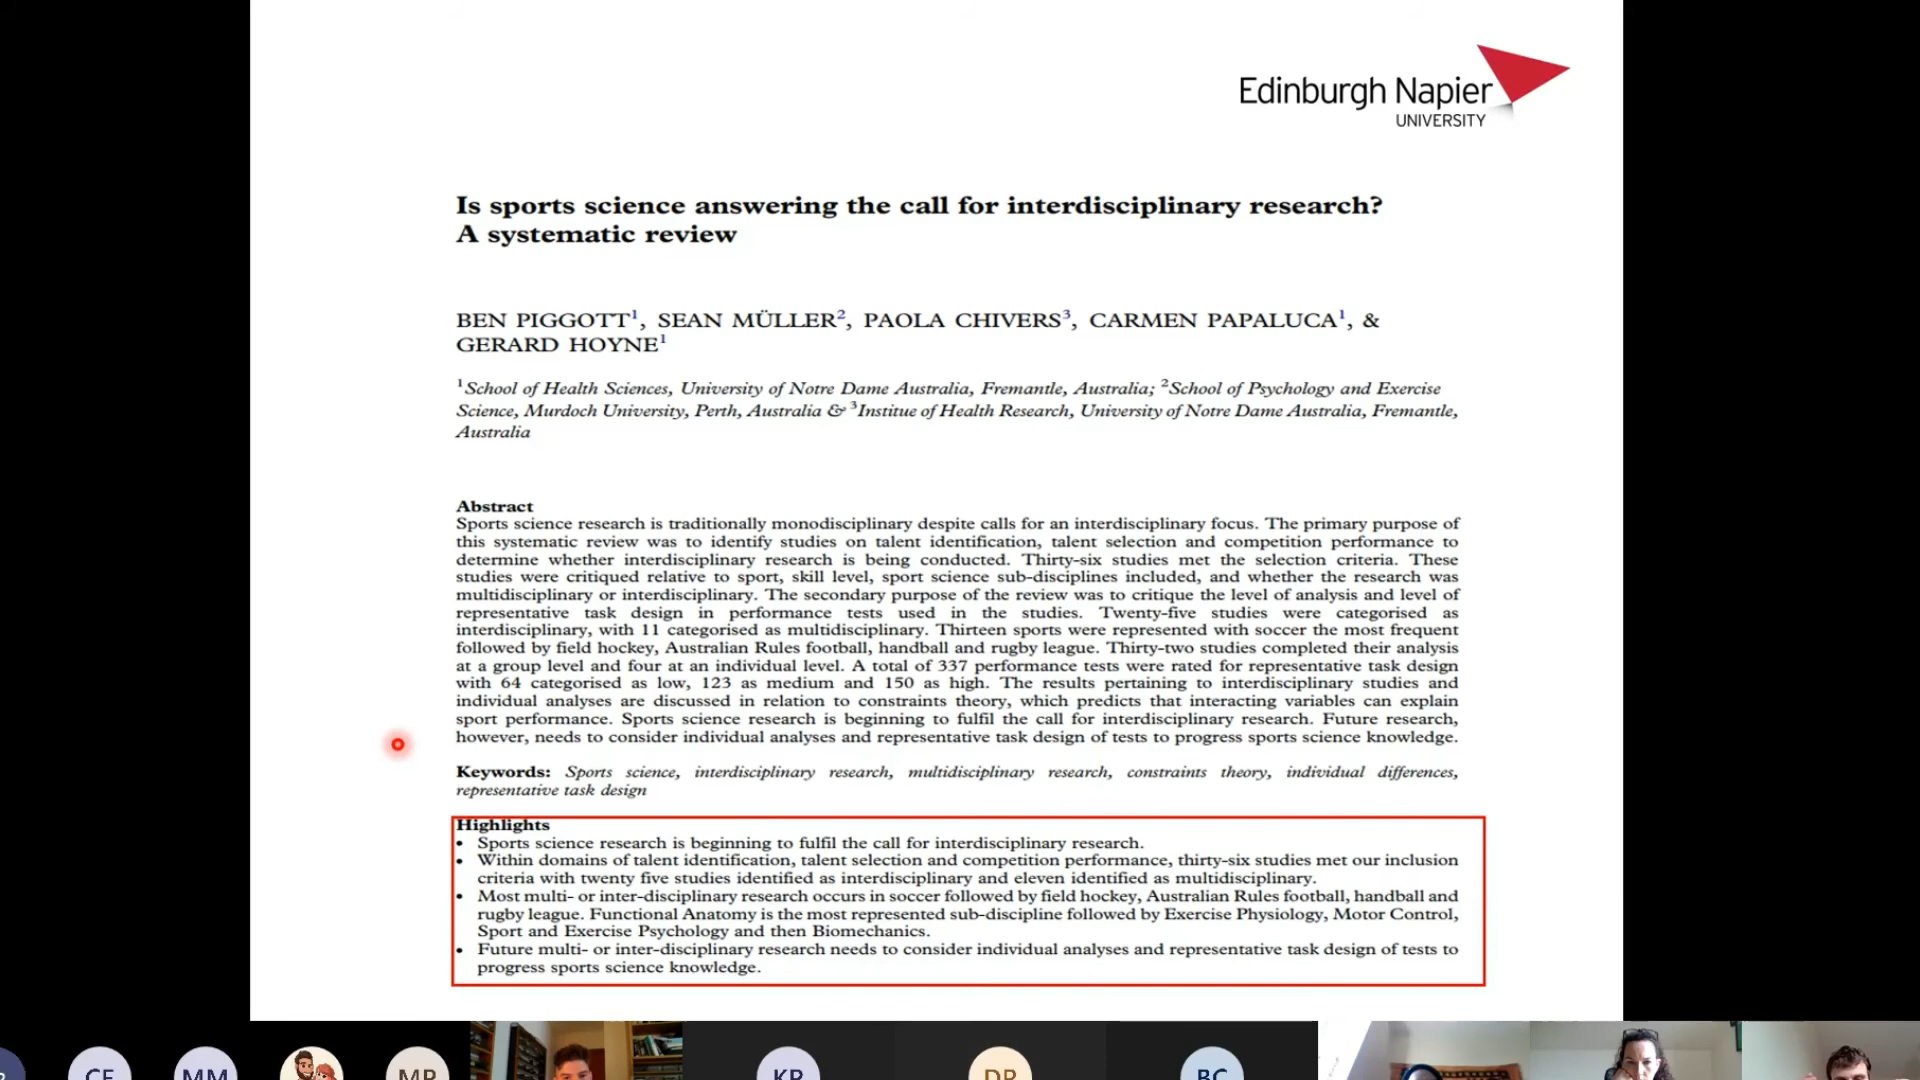 Edinburgh Napier
UNIVERSITY
Is sports science answering the call for interdisciplinary research?
A systematic review
BEN PIGGOTT1, SEAN MÜLLER2, PAOLA CHIVERS3, CARMEN PAPALUCA1, &
GERARD HOYNE1
1School of Health Sciences, University of Notre Dame Australia, Fremantle, Australia; 2School of Psychology and Exercise
Science, Murdoch University, Perth, Australia & 3Institue of Health Research, University of Notre Dame Australia, Fremantle,
Australia
Abstract
Sports science research is traditionally monodisciplinary despite calls for an interdisciplinary focus. The primary purpose of
this systematic review was to identify studies on talent identification, talent selection and competition performance to
determine whether interdisciplinary research is being conducted. Thirty-six studies met the selection criteria. These
studies were critiqued relative to sport, skill level, sport science sub-disciplines included, and whether the research was
multidisciplinary or interdisciplinary. The secondary purpose of the review was to critique the level of analysis and level of
representative task design in performance tests used in the studies. Twenty-five studies were categorised as
interdisciplinary, with 11 categorised as multidisciplinary. Thirteen sports were represented with soccer the most frequent
followed by field hockey, Australian Rules football, handball and rugby league. Thirty-two studies completed their analysis
at a group level and four at an individual level. A total of 337 performance tests were rated for representative task design
with 64 categorised as low, 123 as medium and 150 as high. The results pertaining to interdisciplinary studies and
individual analyses are discussed in relation to constraints theory, which predicts that interacting variables can explain
sport performance. Sports science research is beginning to fulfil the call for interdisciplinary research. Future research,
however, needs to consider individual analyses and representative task design of tests to progress sports science knowledge.
Keywords: Sports science, interdisciplinary research, multidisciplinary research, constraints theory, individual differences,
representative task design
Highlights
• Sports science research is beginning to fulfil the call for interdisciplinary research.
• Within domains of talent identification, talent selection and competition performance, thirty-six studies met our inclusion
criteria with twenty five studies identified as interdisciplinary and eleven identified as multidisciplinary.
• Most multi- or inter-disciplinary research occurs in soccer followed by field hockey, Australian Rules football, handball and
rugby league. Functional Anatomy is the most represented sub-discipline followed by Exercise Physiology, Motor Control,
Sport and Exercise Psychology and then Biomechanics.
• Future multi- or inter-disciplinary research needs to consider individual analyses and representative task design of tests to
progress sports science knowledge.
MM KP BC